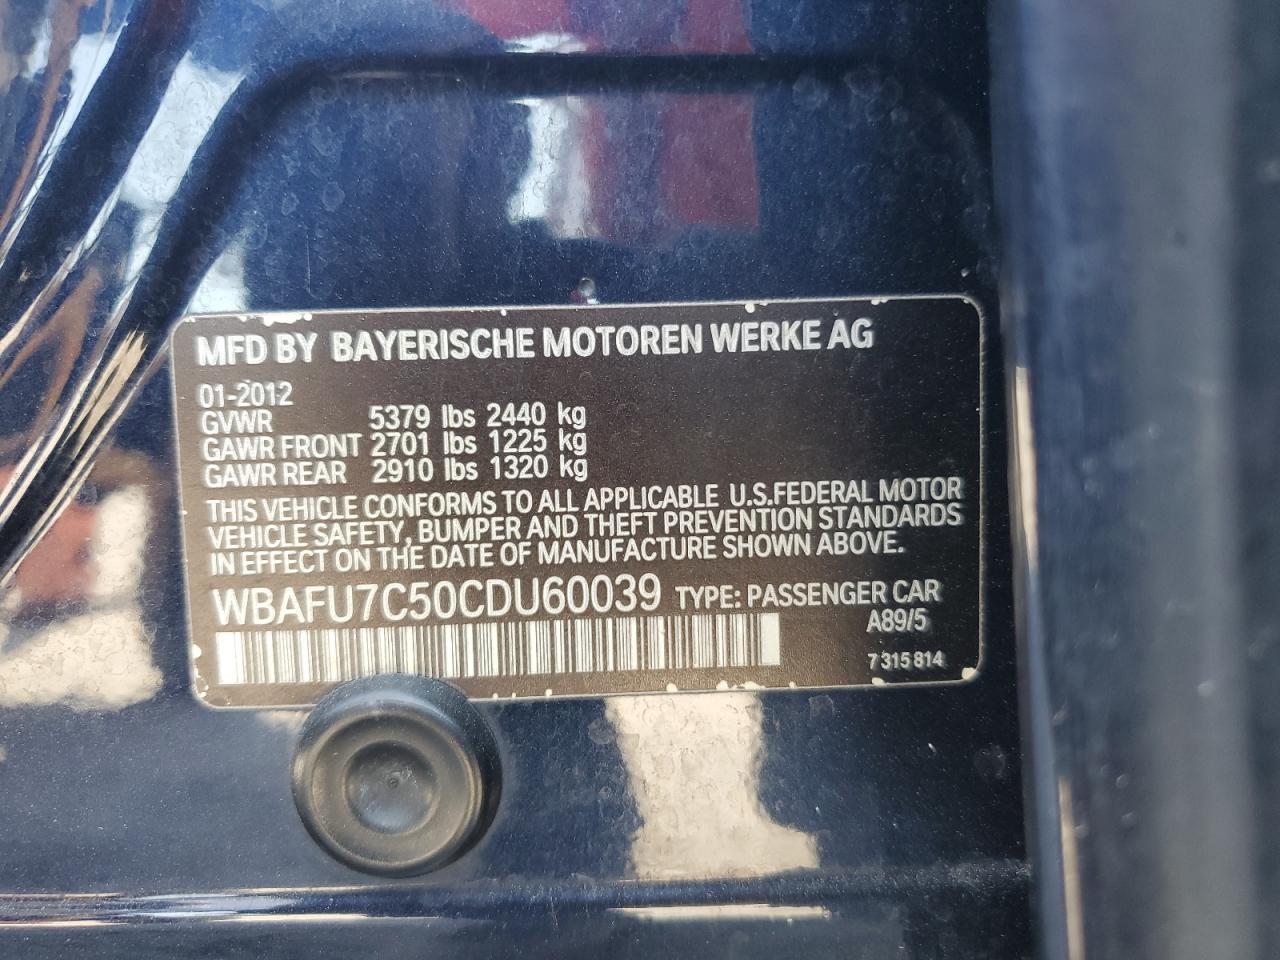 MFD BY BAYERISCHE MOTOREN WERKE AG
01-2012
GVWR 5379 lbs 2440 kg
GAWR FRONT 2701 lbs 1225 kg
GAWR REAR 2910 lbs 1320 kg
THIS VEHICLE CONFORMS TO ALL APPLICABLE U.S.FEDERAL MOTOR
VEHICLE SAFETY, BUMPER AND THEFT PREVENTION STANDARDS
IN EFFECT ON THE DATE OF MANUFACTURE SHOWN ABOVE.
WBAFU7C50CDU60039 TYPE: PASSENGER CAR
A89/5
7 315 814